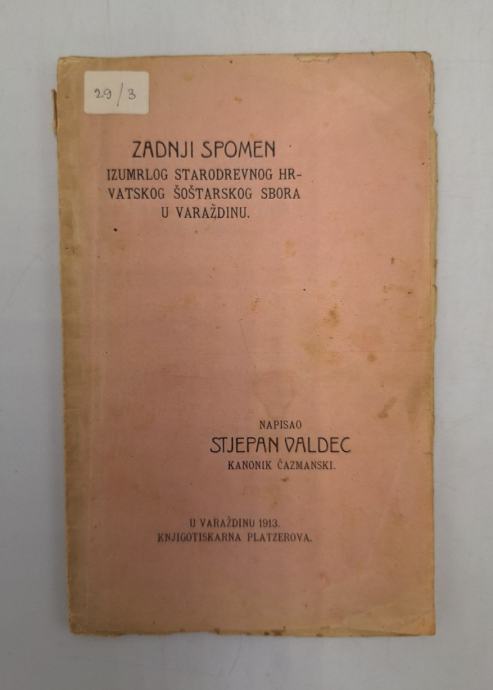 29/3
ZADNJI SPOMEN
IZUMRLOG STARODREVNOG HR-
VATSKOG ŠOŠTARSKOG SBORA
U VARAŽDINU.
NAPISAO
STJEPAN VALDEC
KANONIK ČAZMANSKI.
U VARAŽDINU 1913.
KNJIGOTISKARNA PLATZEROVA.